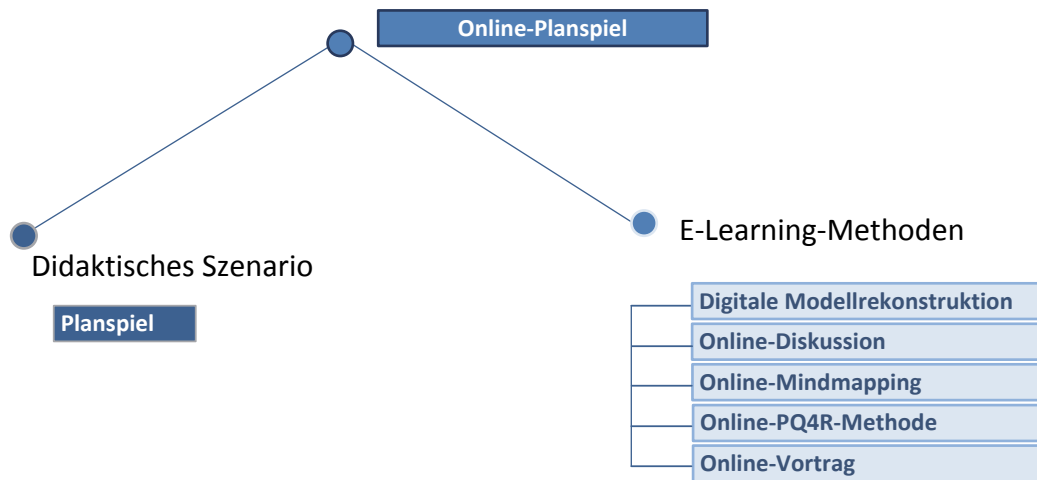 Online-Planspiel
E-Learning-Methoden
Didaktisches Szenario
Planspiel
Digitale Modellrekonstruktion
Online-Diskussion
Online-Mindmapping
Online-PQ4R-Methode
Online-Vortrag